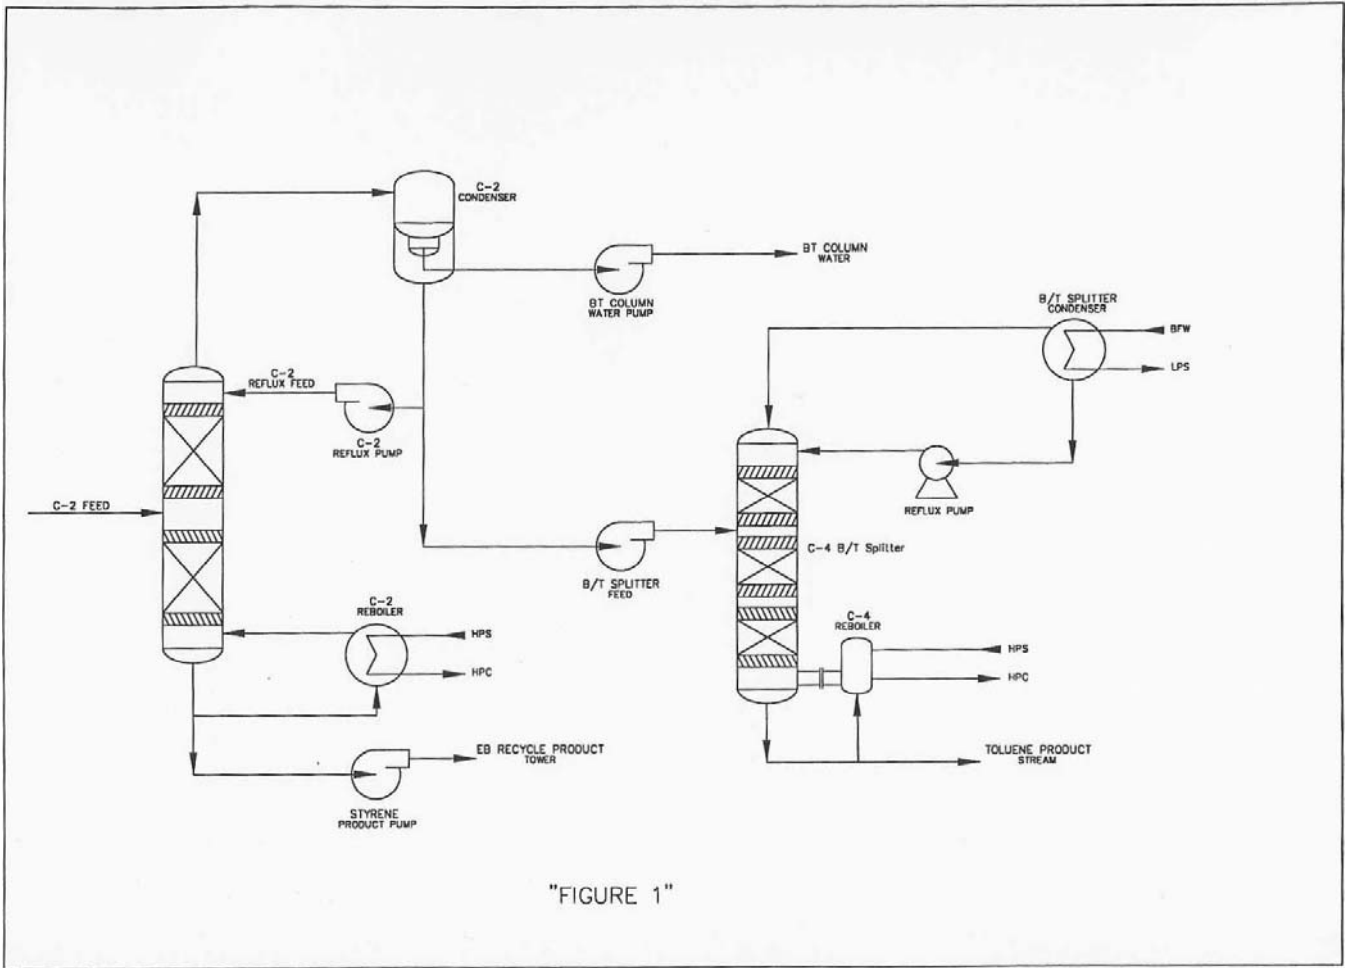 C-2
CONDENSER
BT COLUMN
WATER
BT COLUMN
WATER PUMP
B/T SPLITTER
CONDENSER
BFW
LPS
C-2
REFLUX FEED
C-2
REFLUX PUMP
C-2 FEED
REFLUX PUMP
C-4 B/T Splitter
B/T SPLITTER
FEED
C-2
REBOILER
HPS
HPC
C-4
REBOILER
HPS
HPC
EB RECYCLE PRODUCT
TOWER
TOLUENE PRODUCT
STREAM
STYRENE
PRODUCT PUMP
"FIGURE 1"